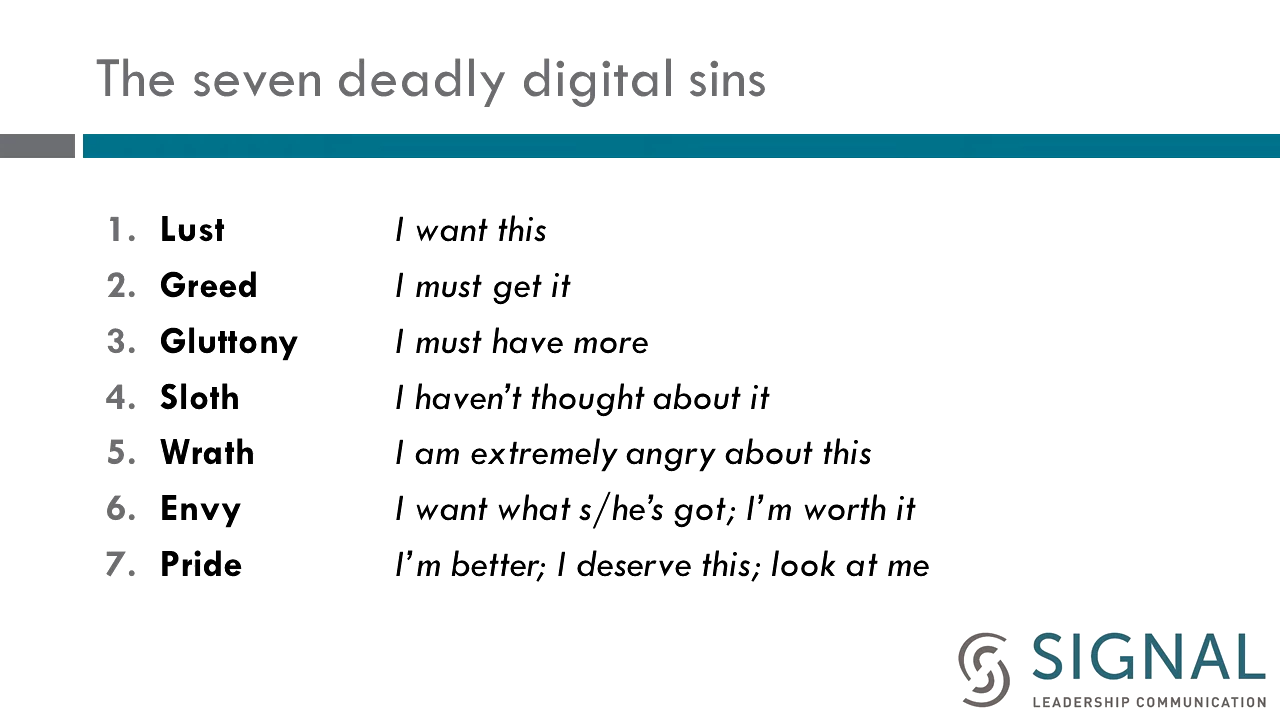 The seven deadly digital sins
1. Lust I want this
2. Greed I must get it
3. Gluttony I must have more
4. Sloth I haven’t thought about it
5. Wrath I am extremely angry about this
6. Envy I want what s/he’s got; I’m worth it
7. Pride I’m better; I deserve this; look at me
SIGNAL
LEADERSHIP COMMUNICATION